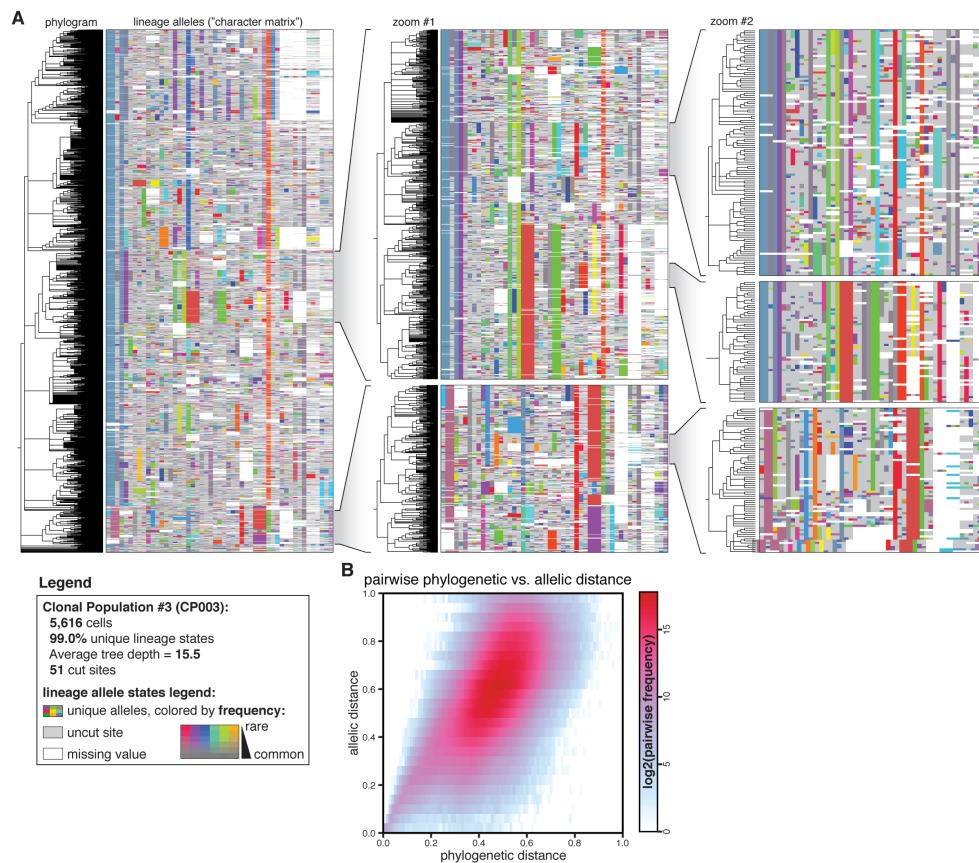 A
phylogram
lineage alleles ("character matrix")
zoom #1
zoom #2
Legend
Clonal Population #3 (CP003):
5,616 cells
99.0% unique lineage states
Average tree depth = 15.5
51 cut sites
lineage allele states legend:
unique alleles, colored by frequency:
uncut site
missing value
rare
common
B
pairwise phylogenetic vs. allelic distance
1.0
0.8
0.6
0.4
0.2
0.0
allelic distance
0.0 0.2 0.4 0.6 0.8 1.0
phylogenetic distance
15
10
5
0
log2(pairwise frequency)